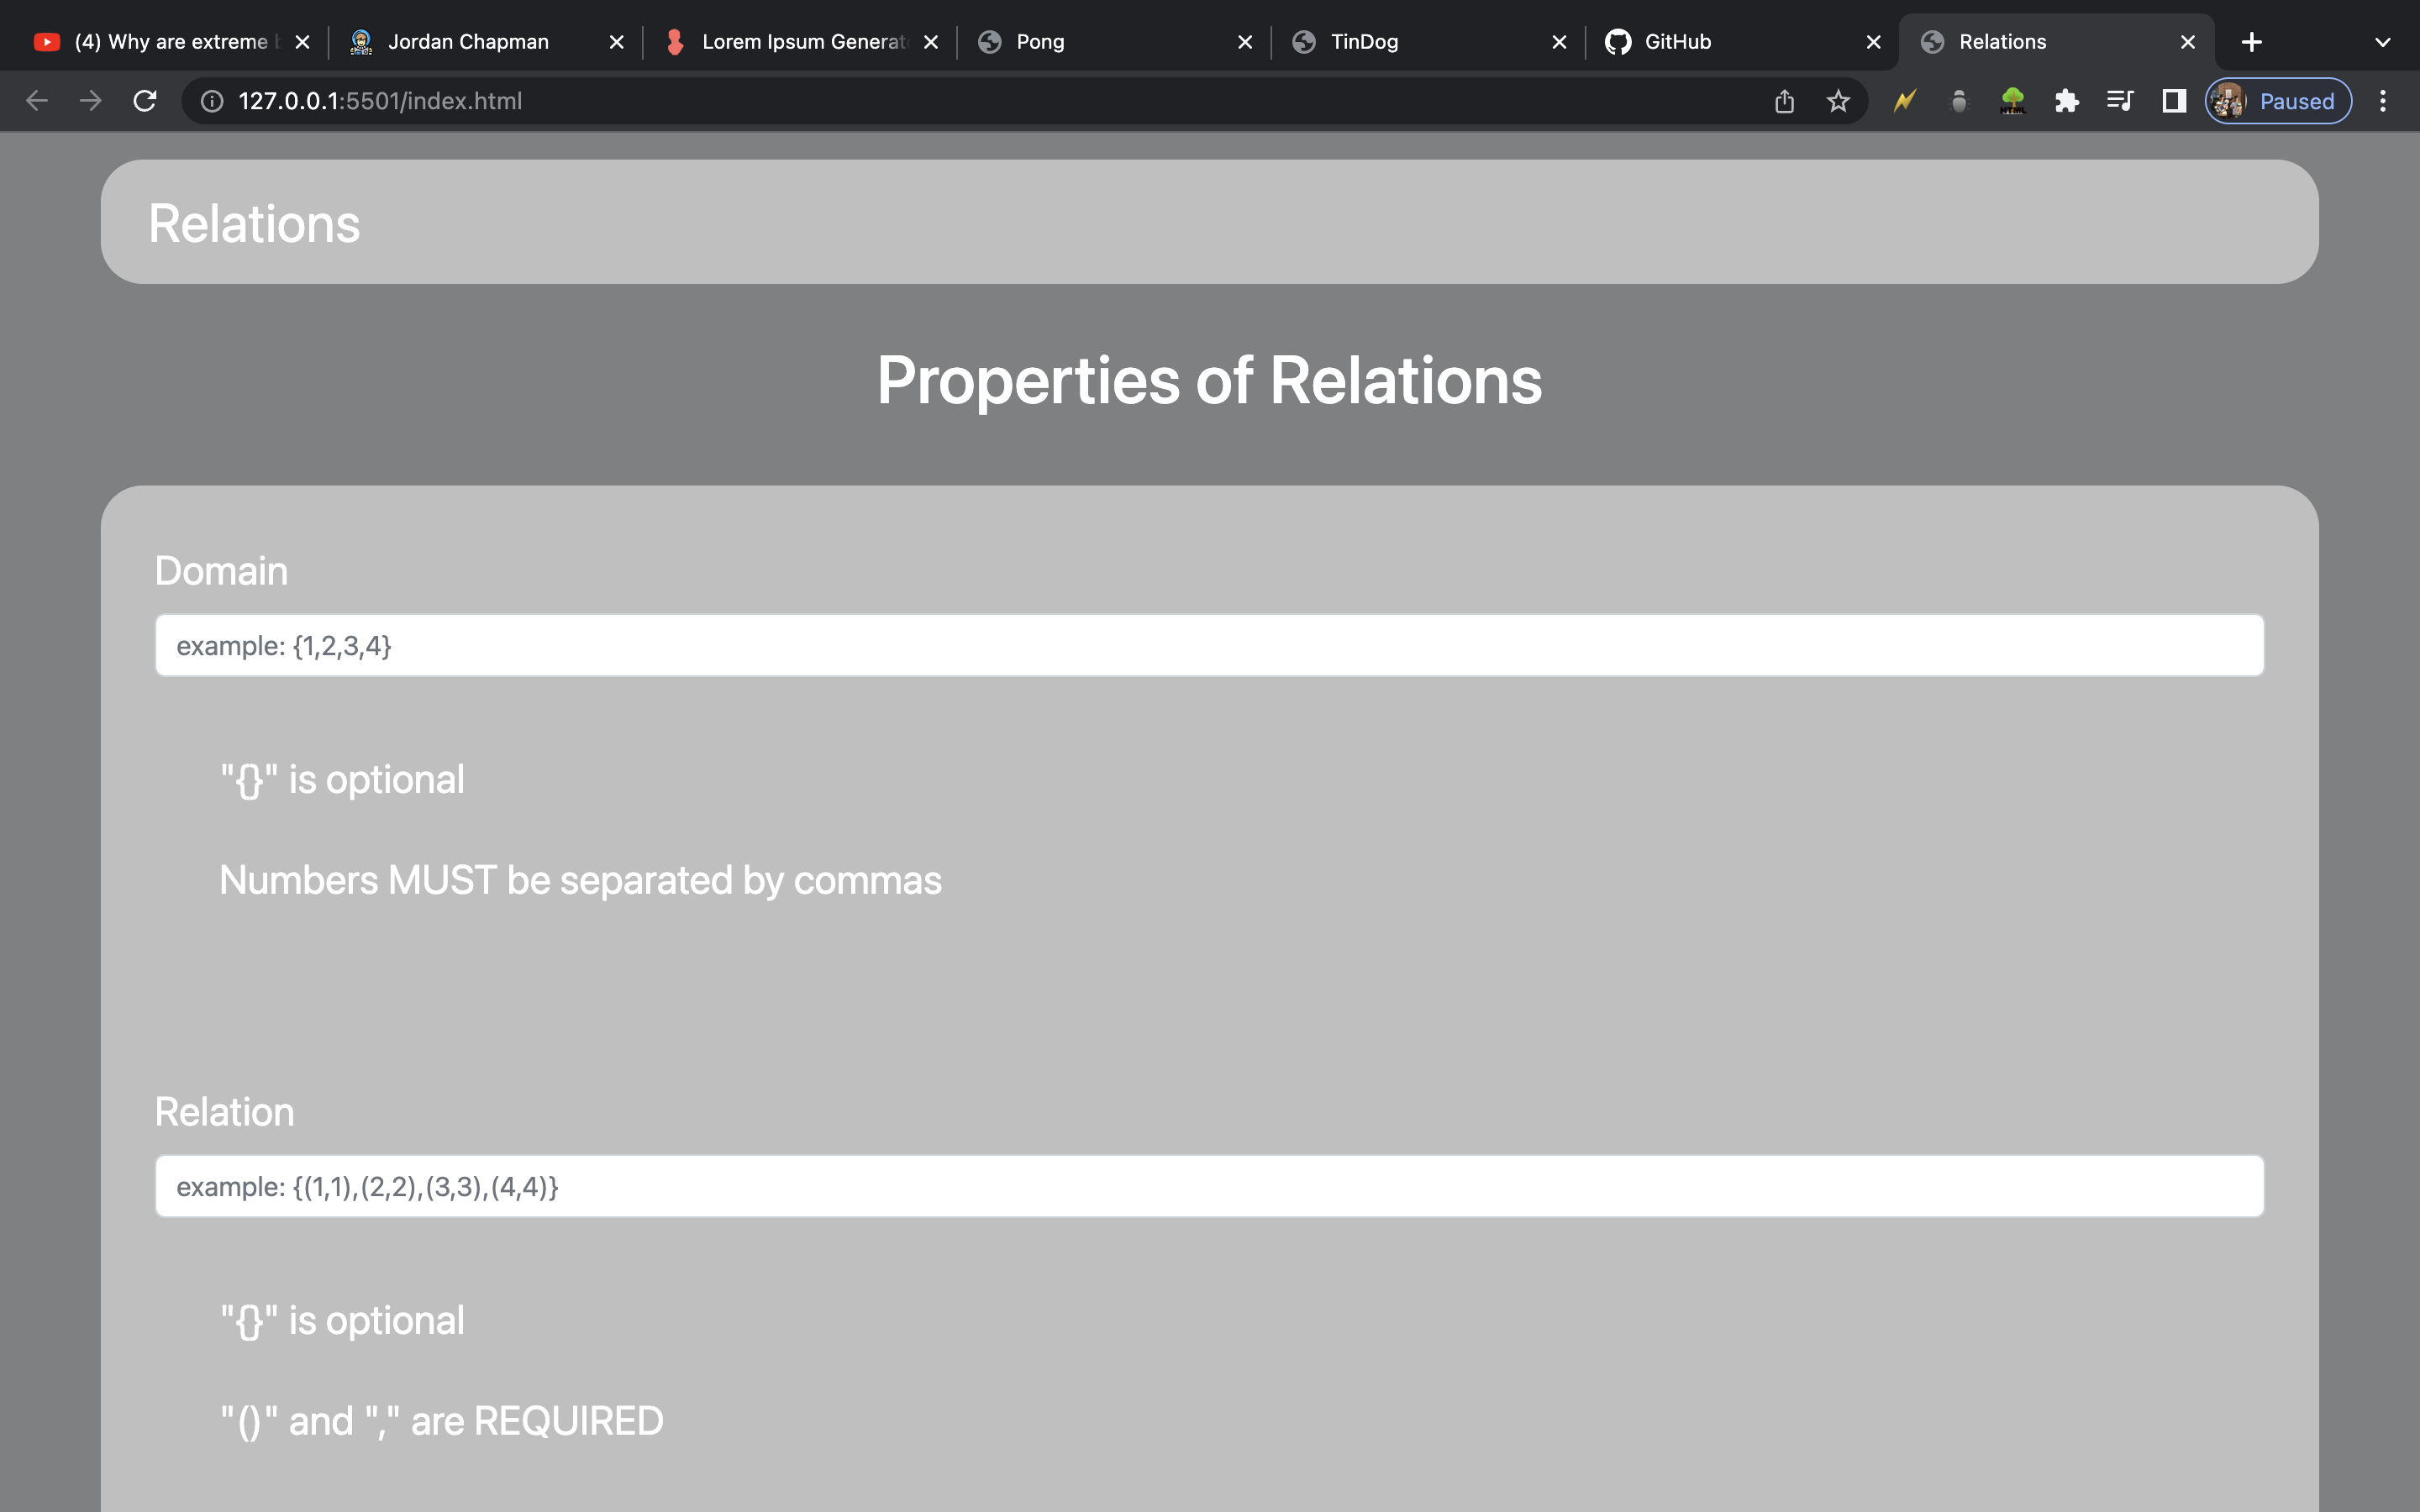 (4) Why are extreme
Jordan Chapman
Lorem Ipsum Generat
Pong
TinDog
GitHub
Relations
127.0.0.1:5501/index.html
HTML
Paused
Relations
Properties of Relations
Domain
example: {1,2,3,4}
"{}" is optional
Numbers MUST be separated by commas
Relation
example: {(1,1),(2,2),(3,3),(4,4)}
"{}" is optional
"()" and "," are REQUIRED